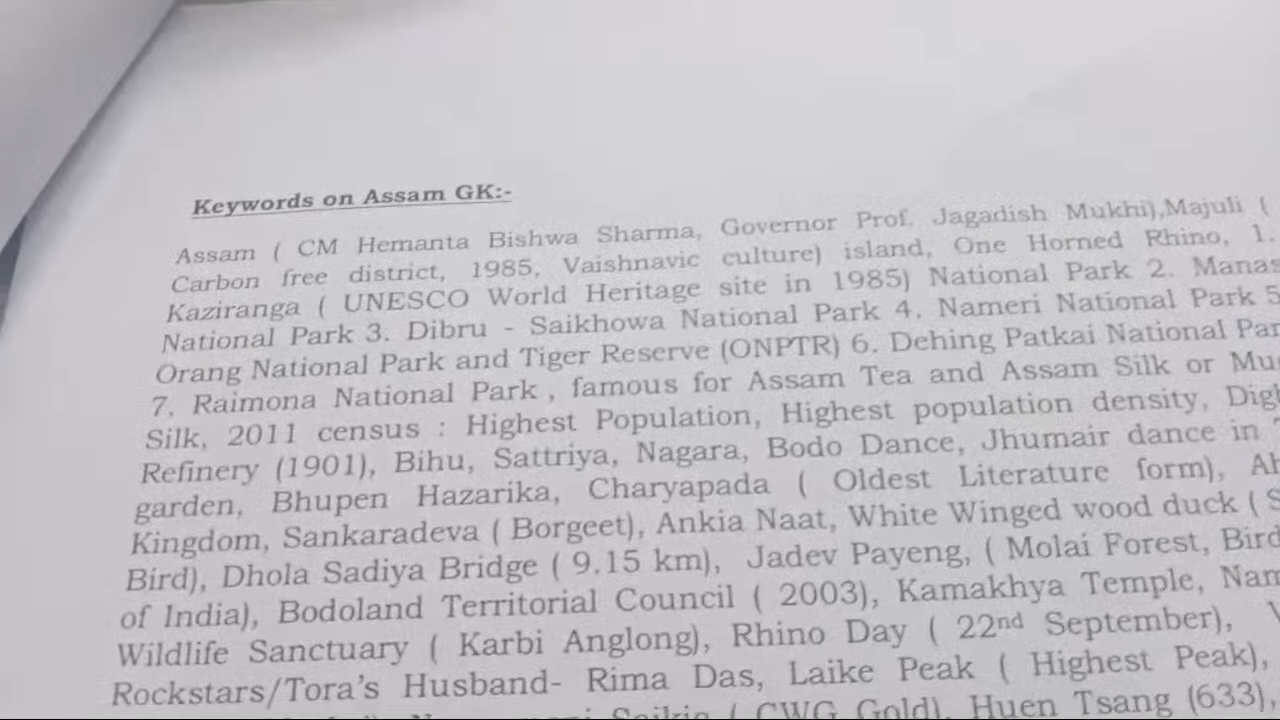 Keywords on Assam GK:-
Assam ( CM Hemanta Bishwa Sharma, Governor Prof. Jagadish Mukhi),Majuli (
Carbon free district, 1985, Vaishnavic culture) island, One Horned Rhino, 1.
Kaziranga ( UNESCO World Heritage site in 1985) National Park 2. Manas
National Park 3. Dibru - Saikhowa National Park 4. Nameri National Park 5
Orang National Park and Tiger Reserve (ONPTR) 6. Dehing Patkai National
7. Raimona National Park , famous for Assam Tea and Assam Silk or
Silk, 2011 census : Highest Population, Highest population density,
Refinery (1901), Bihu, Sattriya, Nagara, Bodo Dance, Jhumair dance in
garden, Bhupen Hazarika, Charyapada ( Oldest Literature form),
Kingdom, Sankaradeva ( Borgeet), Ankia Naat, White Winged wood duck (
Bird), Dhola Sadiya Bridge ( 9.15 km), Jadev Payeng, ( Molai Forest, Bird
of India), Bodoland Territorial Council ( 2003), Kamakhya Temple,
Wildlife Sanctuary ( Karbi Anglong), Rhino Day ( 22nd September),
Rockstars/Tora's Husband- Rima Das, Laike Peak ( Highest Peak),
Saikia ( CWG Gold), Huen Tsang (633),